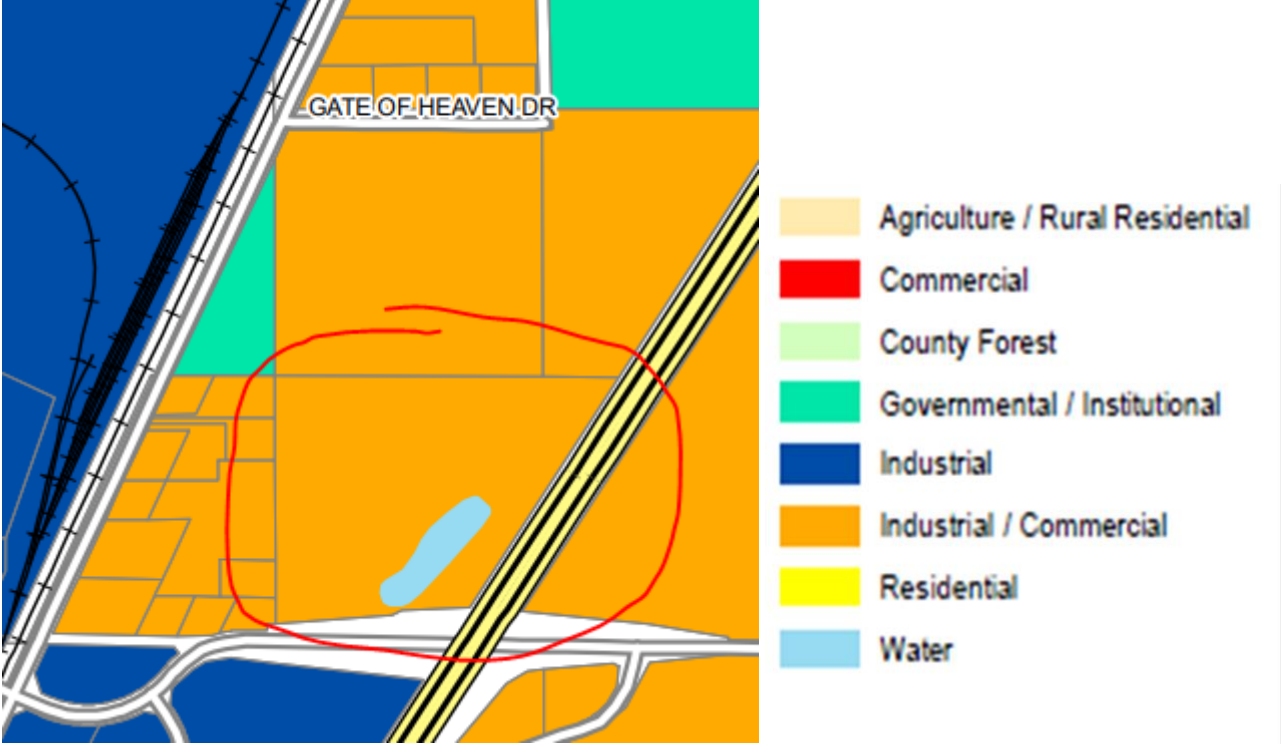 GATE OF HEAVEN DR
Agriculture / Rural Residential
Commercial
County Forest
Governmental / Institutional
Industrial
Industrial / Commercial
Residential
Water